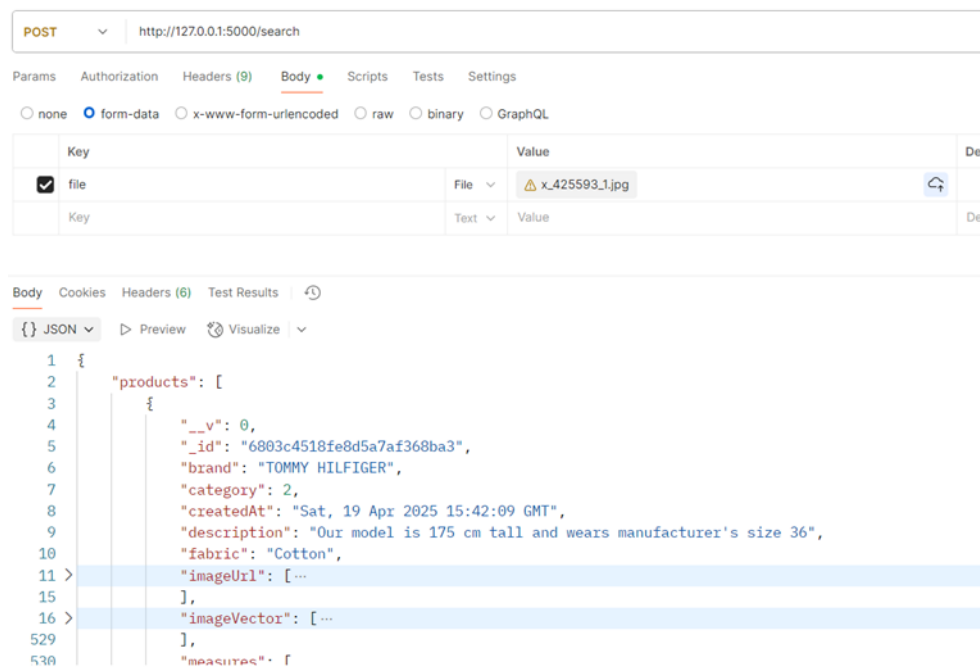 POST http://127.0.0.1:5000/search
Params Authorization Headers (9) Body Scripts Tests Settings
none form-data x-www-form-urlencoded raw binary GraphQL
Key Value De
file File x_425593_1.jpg
Key Text Value De
Body Cookies Headers (6) Test Results
{} JSON Preview Visualize
1 {
2 "products": [
3 {
4 "__v": 0,
5 "_id": "6803c4518fe8d5a7af368ba3",
6 "brand": "TOMMY HILFIGER",
7 "category": 2,
8 "createdAt": "Sat, 19 Apr 2025 15:42:09 GMT",
9 "description": "Our model is 175 cm tall and wears manufacturer's size 36",
10 "fabric": "Cotton",
11 "imageUrl": [···
15 ],
16 "imageVector": [···
529 ],
530 "measures": [